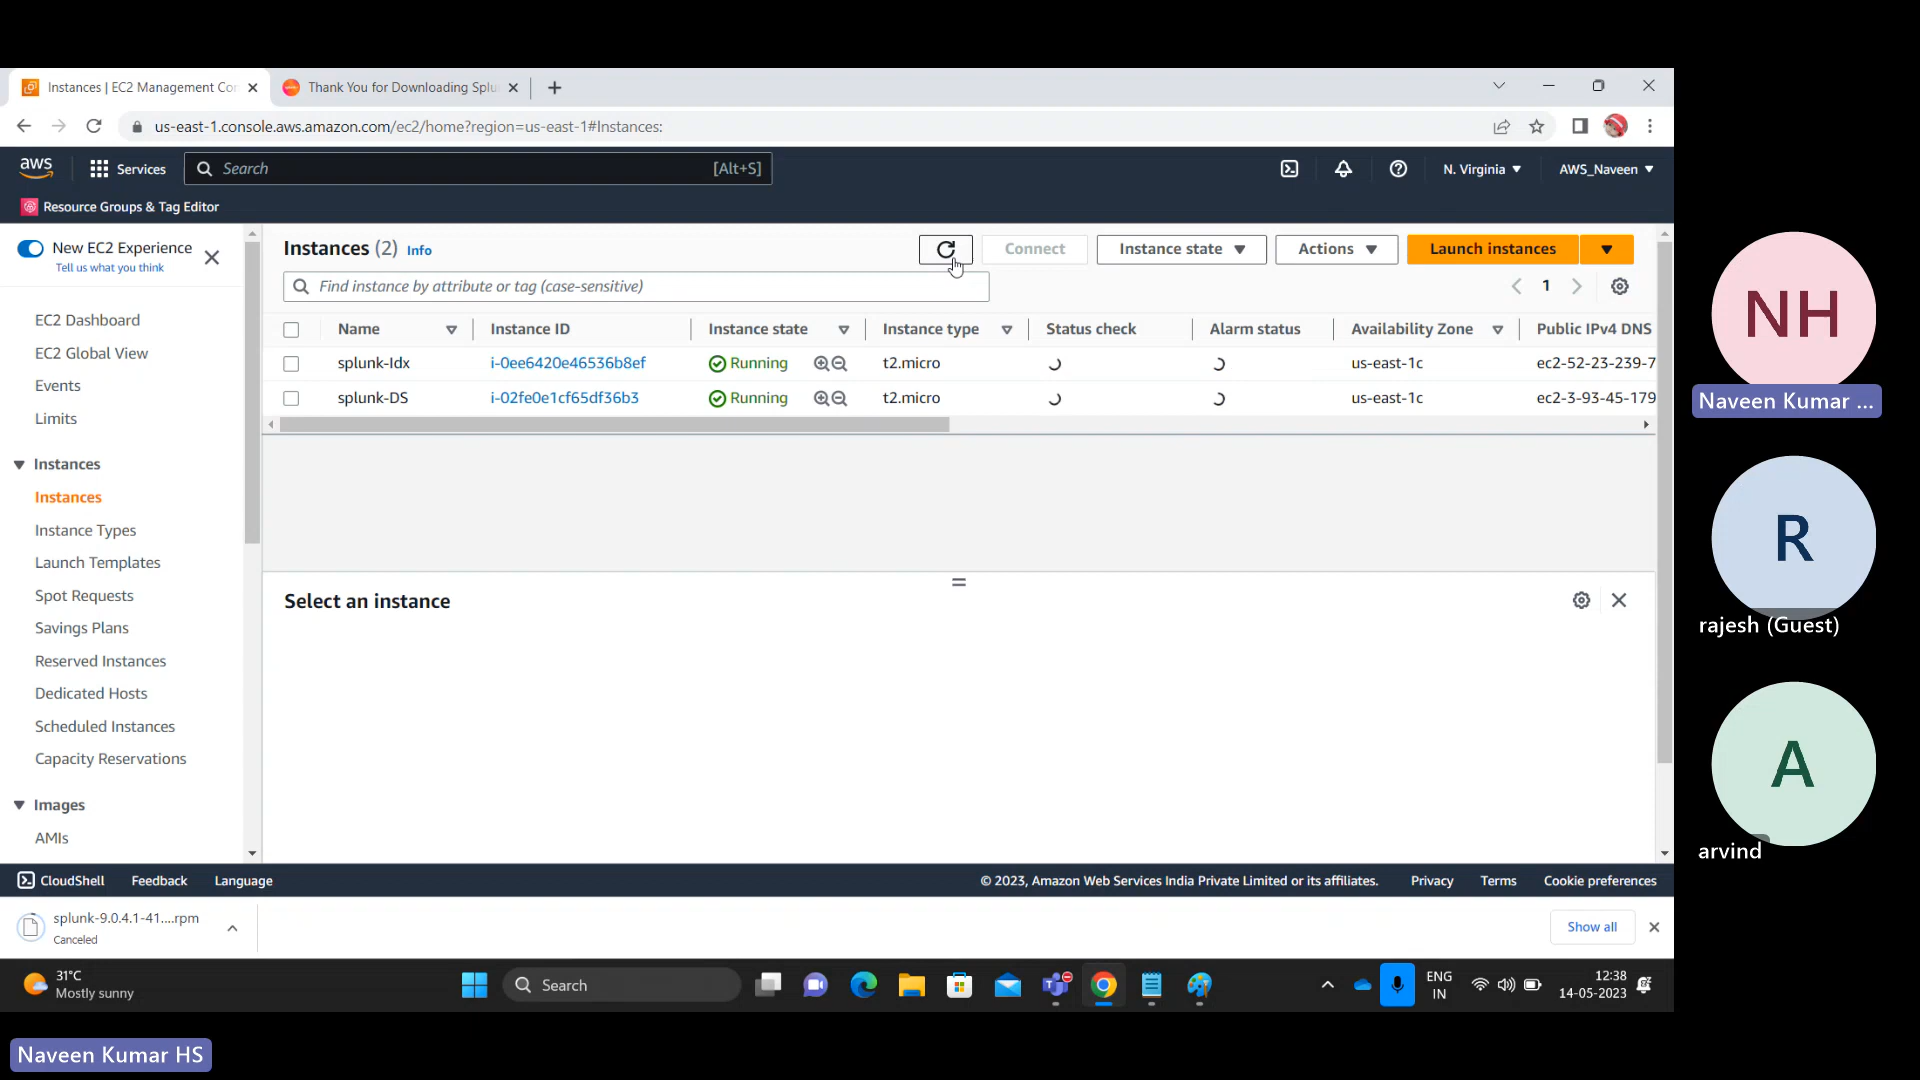 Instances | EC2 Management Co
Thank You for Downloading Splu
us-east-1.console.aws.amazon.com/ec2/home?region=us-east-1#Instances:
aws
Services
Search
[Alt+S]
N. Virginia
AWS_Naveen
Resource Groups & Tag Editor
New EC2 Experience
Tell us what you think
EC2 Dashboard
EC2 Global View
Events
Limits
Instances
Instances
Instance Types
Launch Templates
Spot Requests
Savings Plans
Reserved Instances
Dedicated Hosts
Scheduled Instances
Capacity Reservations
Images
AMIs
Instances (2) Info
Connect
Instance state
Actions
Launch instances
Find instance by attribute or tag (case-sensitive)
1
Name
Instance ID
Instance state
Instance type
Status check
Alarm status
Availability Zone
Public IPv4 DNS
splunk-Idx
i-0ee6420e46536b8ef
Running
t2.micro
us-east-1c
ec2-52-23-239-7
splunk-DS
i-02fe0e1cf65df36b3
Running
t2.micro
us-east-1c
ec2-3-93-45-179
Select an instance
CloudShell
Feedback
Language
© 2023, Amazon Web Services India Private Limited or its affiliates.
Privacy
Terms
Cookie preferences
splunk-9.0.4.1-41....rpm
Canceled
Show all
31°C
Mostly sunny
Search
ENG
IN
12:38
14-05-2023
NH
Naveen Kumar ...
R
rajesh (Guest)
A
arvind
Naveen Kumar HS